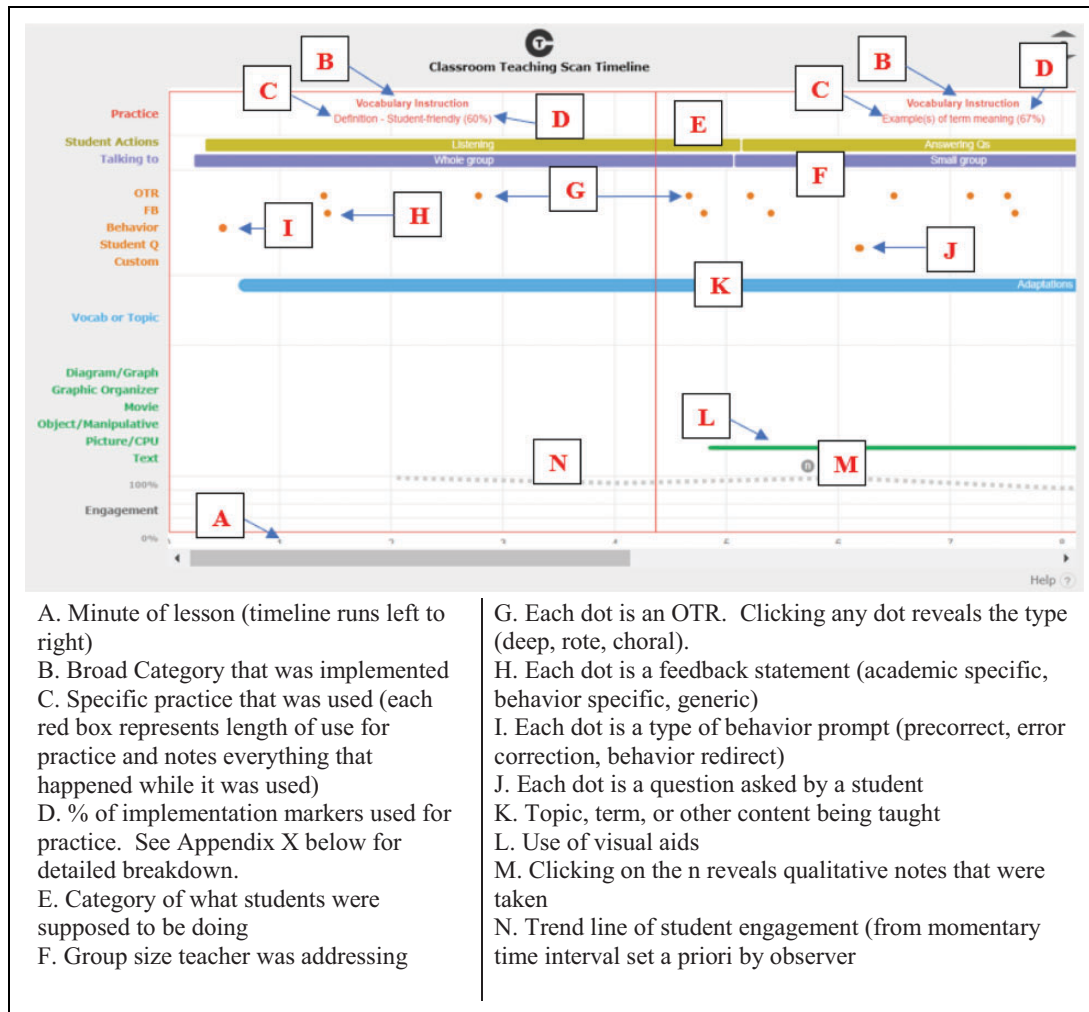 CT
Classroom Teaching Scan Timeline
B
B
C
D
C
D
Practice
Vocabulary Instruction
Definition - Student-friendly (60%)
E
Vocabulary Instruction
Example(s) of term meaning (67%)
Student Actions
Listening
Answering Qs
Talking to
Whole group
Small group
F
OTR
G
FB
H
Behavior
I
Student Q
J
Custom
K
Adaptations
Vocab or Topic
Diagram/Graph
Graphic Organizer
Movie
Object/Manipulative
L
Picture/CPU
Text
N
n
M
100%
Engagement
A
0%
1 2 3 4 5 6 7 8
Help ?
A. Minute of lesson (timeline runs left to
right)
B. Broad Category that was implemented
C. Specific practice that was used (each
red box represents length of use for
practice and notes everything that
happened while it was used)
D. % of implementation markers used for
practice. See Appendix X below for
detailed breakdown.
E. Category of what students were
supposed to be doing
F. Group size teacher was addressing
G. Each dot is an OTR. Clicking any dot reveals the type
(deep, rote, choral).
H. Each dot is a feedback statement (academic specific,
behavior specific, generic)
I. Each dot is a type of behavior prompt (precorrect, error
correction, behavior redirect)
J. Each dot is a question asked by a student
K. Topic, term, or other content being taught
L. Use of visual aids
M. Clicking on the n reveals qualitative notes that were
taken
N. Trend line of student engagement (from momentary
time interval set a priori by observer